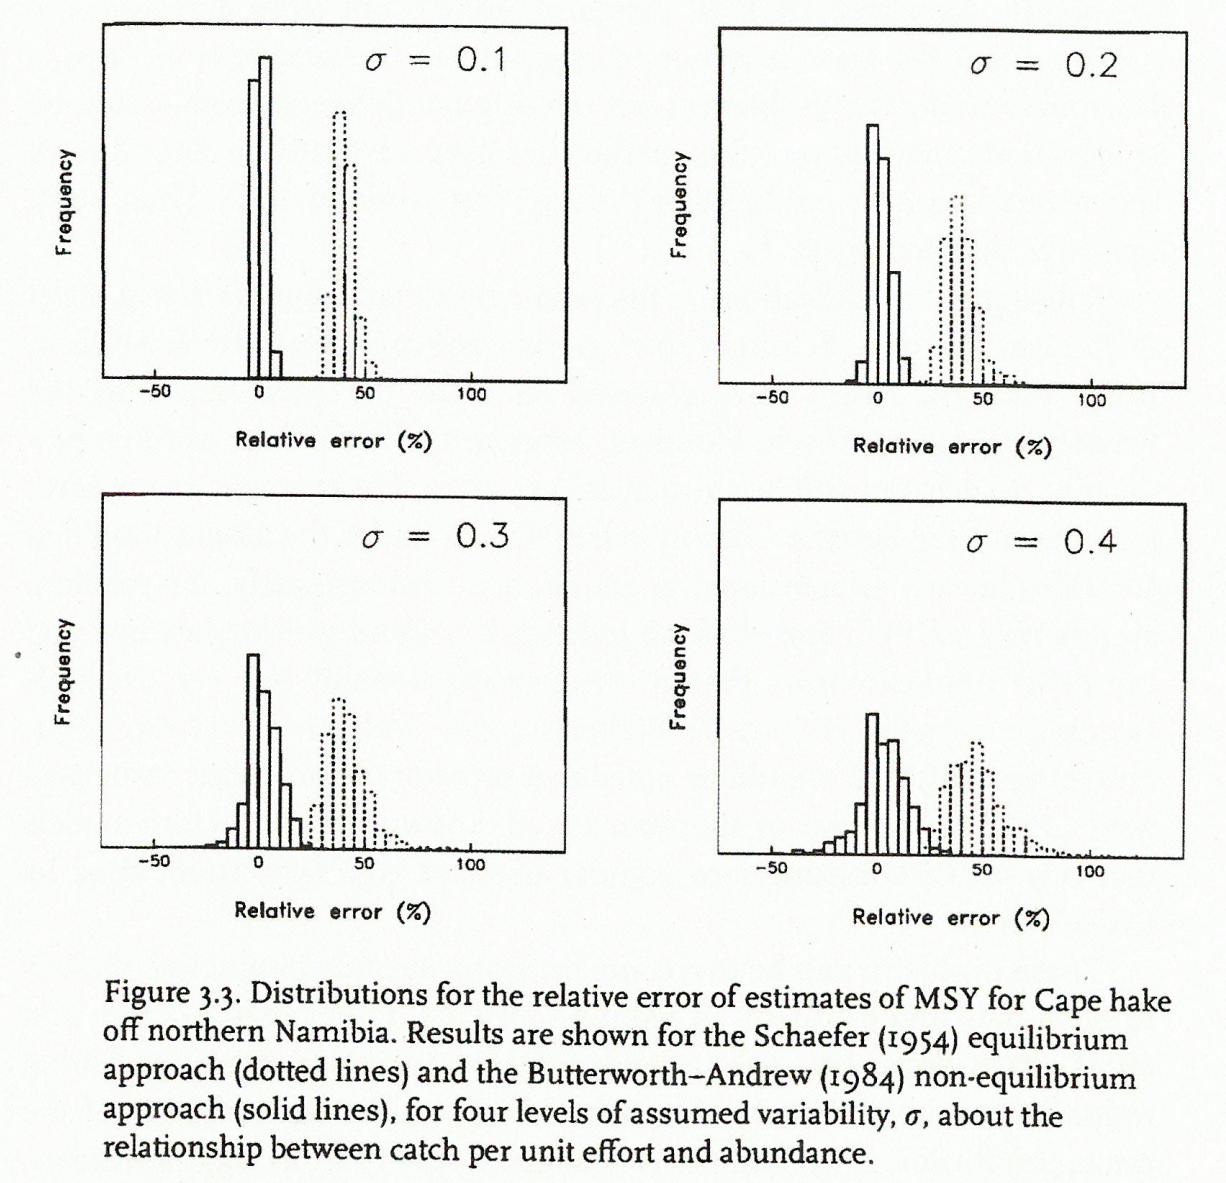 σ = 0.1
Frequency
-50 0 50 100
Relative error (%)
σ = 0.2
Frequency
-50 0 50 100
Relative error (%)
σ = 0.3
Frequency
-50 0 50 100
Relative error (%)
σ = 0.4
Frequency
-50 0 50 100
Relative error (%)
Figure 3.3. Distributions for the relative error of estimates of MSY for Cape hake
off northern Namibia. Results are shown for the Schaefer (1954) equilibrium
approach (dotted lines) and the Butterworth–Andrew (1984) non-equilibrium
approach (solid lines), for four levels of assumed variability, σ, about the
relationship between catch per unit effort and abundance.